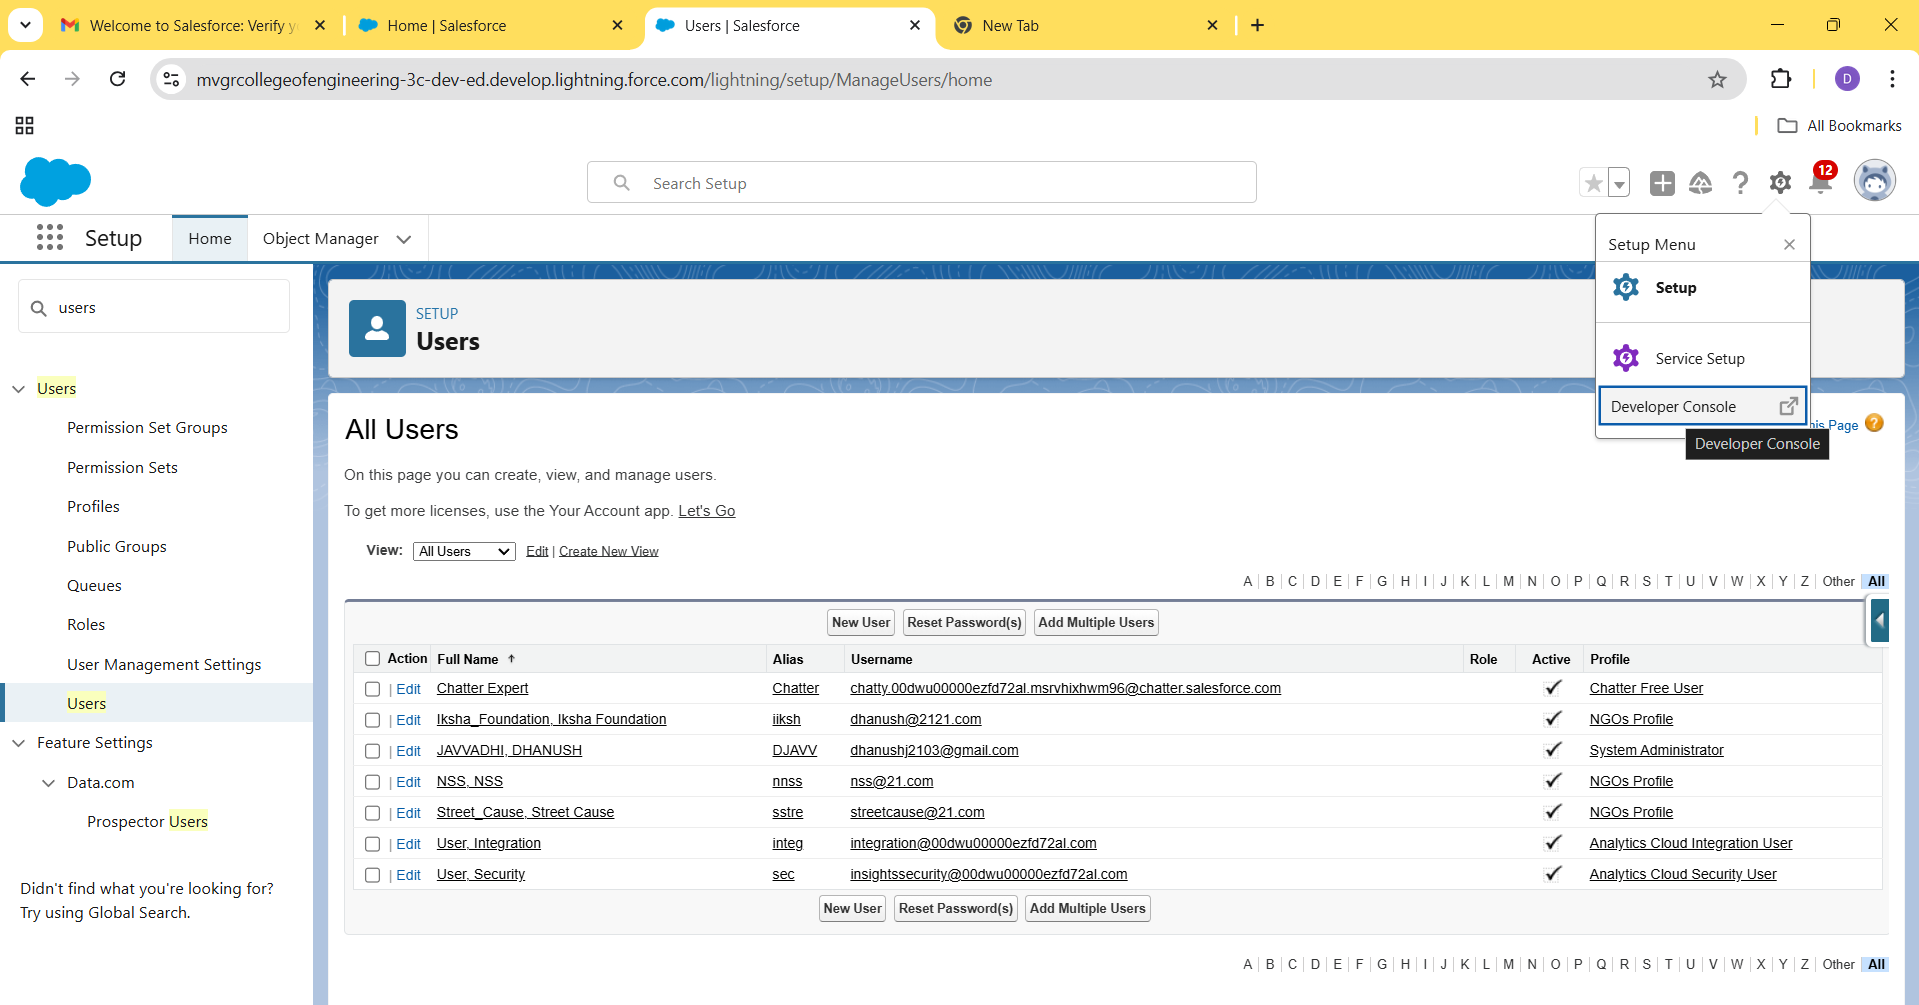 Welcome to Salesforce: Verify y
Home | Salesforce
Users | Salesforce
New Tab
mvgrcollegeofengineering-3c-dev-ed.develop.lightning.force.com/lightning/setup/ManageUsers/home
D
All Bookmarks
Search Setup
12
Setup
Home
Object Manager
Setup Menu
Setup
Service Setup
Developer Console
Developer Console
his Page
users
Users
Permission Set Groups
Permission Sets
Profiles
Public Groups
Queues
Roles
User Management Settings
Users
Feature Settings
Data.com
Prospector Users
Didn't find what you're looking for?
Try using Global Search.
SETUP
Users
All Users
On this page you can create, view, and manage users.
To get more licenses, use the Your Account app. Let's Go
View: All Users Edit | Create New View
A | B | C | D | E | F | G | H | I | J | K | L | M | N | O | P | Q | R | S | T | U | V | W | X | Y | Z | Other All
New User Reset Password(s) Add Multiple Users
Action Full Name ↑ Alias Username Role Active Profile
| Edit Chatter Expert Chatter chatty.00dwu00000ezfd72al.msrvhixhwm96@chatter.salesforce.com ✓ Chatter Free User
| Edit Iksha_Foundation, Iksha Foundation iiksh dhanush@2121.com ✓ NGOs Profile
| Edit JAVVADHI, DHANUSH DJAVV dhanushj2103@gmail.com ✓ System Administrator
| Edit NSS, NSS nnss nss@21.com ✓ NGOs Profile
| Edit Street_Cause, Street Cause sstre streetcause@21.com ✓ NGOs Profile
| Edit User, Integration integ integration@00dwu00000ezfd72al.com ✓ Analytics Cloud Integration User
| Edit User, Security sec insightssecurity@00dwu00000ezfd72al.com ✓ Analytics Cloud Security User
New User Reset Password(s) Add Multiple Users
A | B | C | D | E | F | G | H | I | J | K | L | M | N | O | P | Q | R | S | T | U | V | W | X | Y | Z | Other All